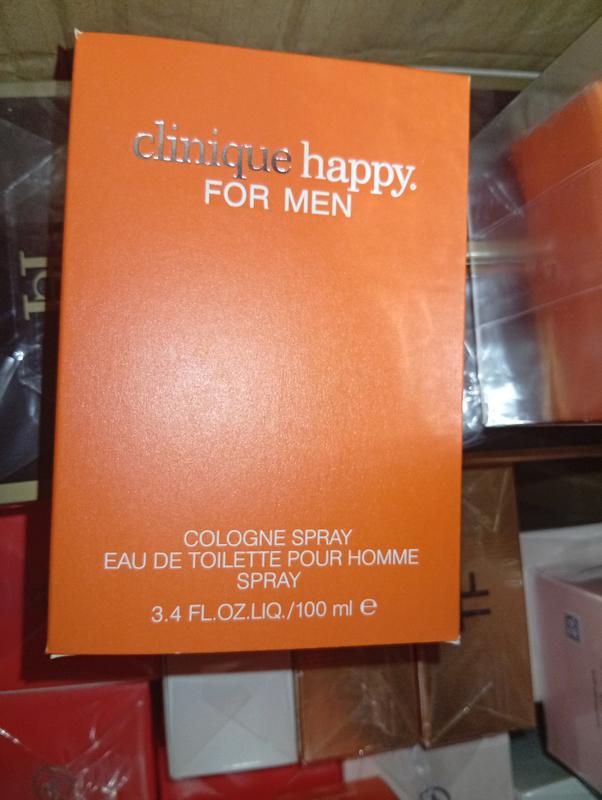 clinique happy.
FOR MEN
COLOGNE SPRAY
EAU DE TOILETTE POUR HOMME
SPRAY
3.4 FL.OZ.LIQ./100 ml ℮